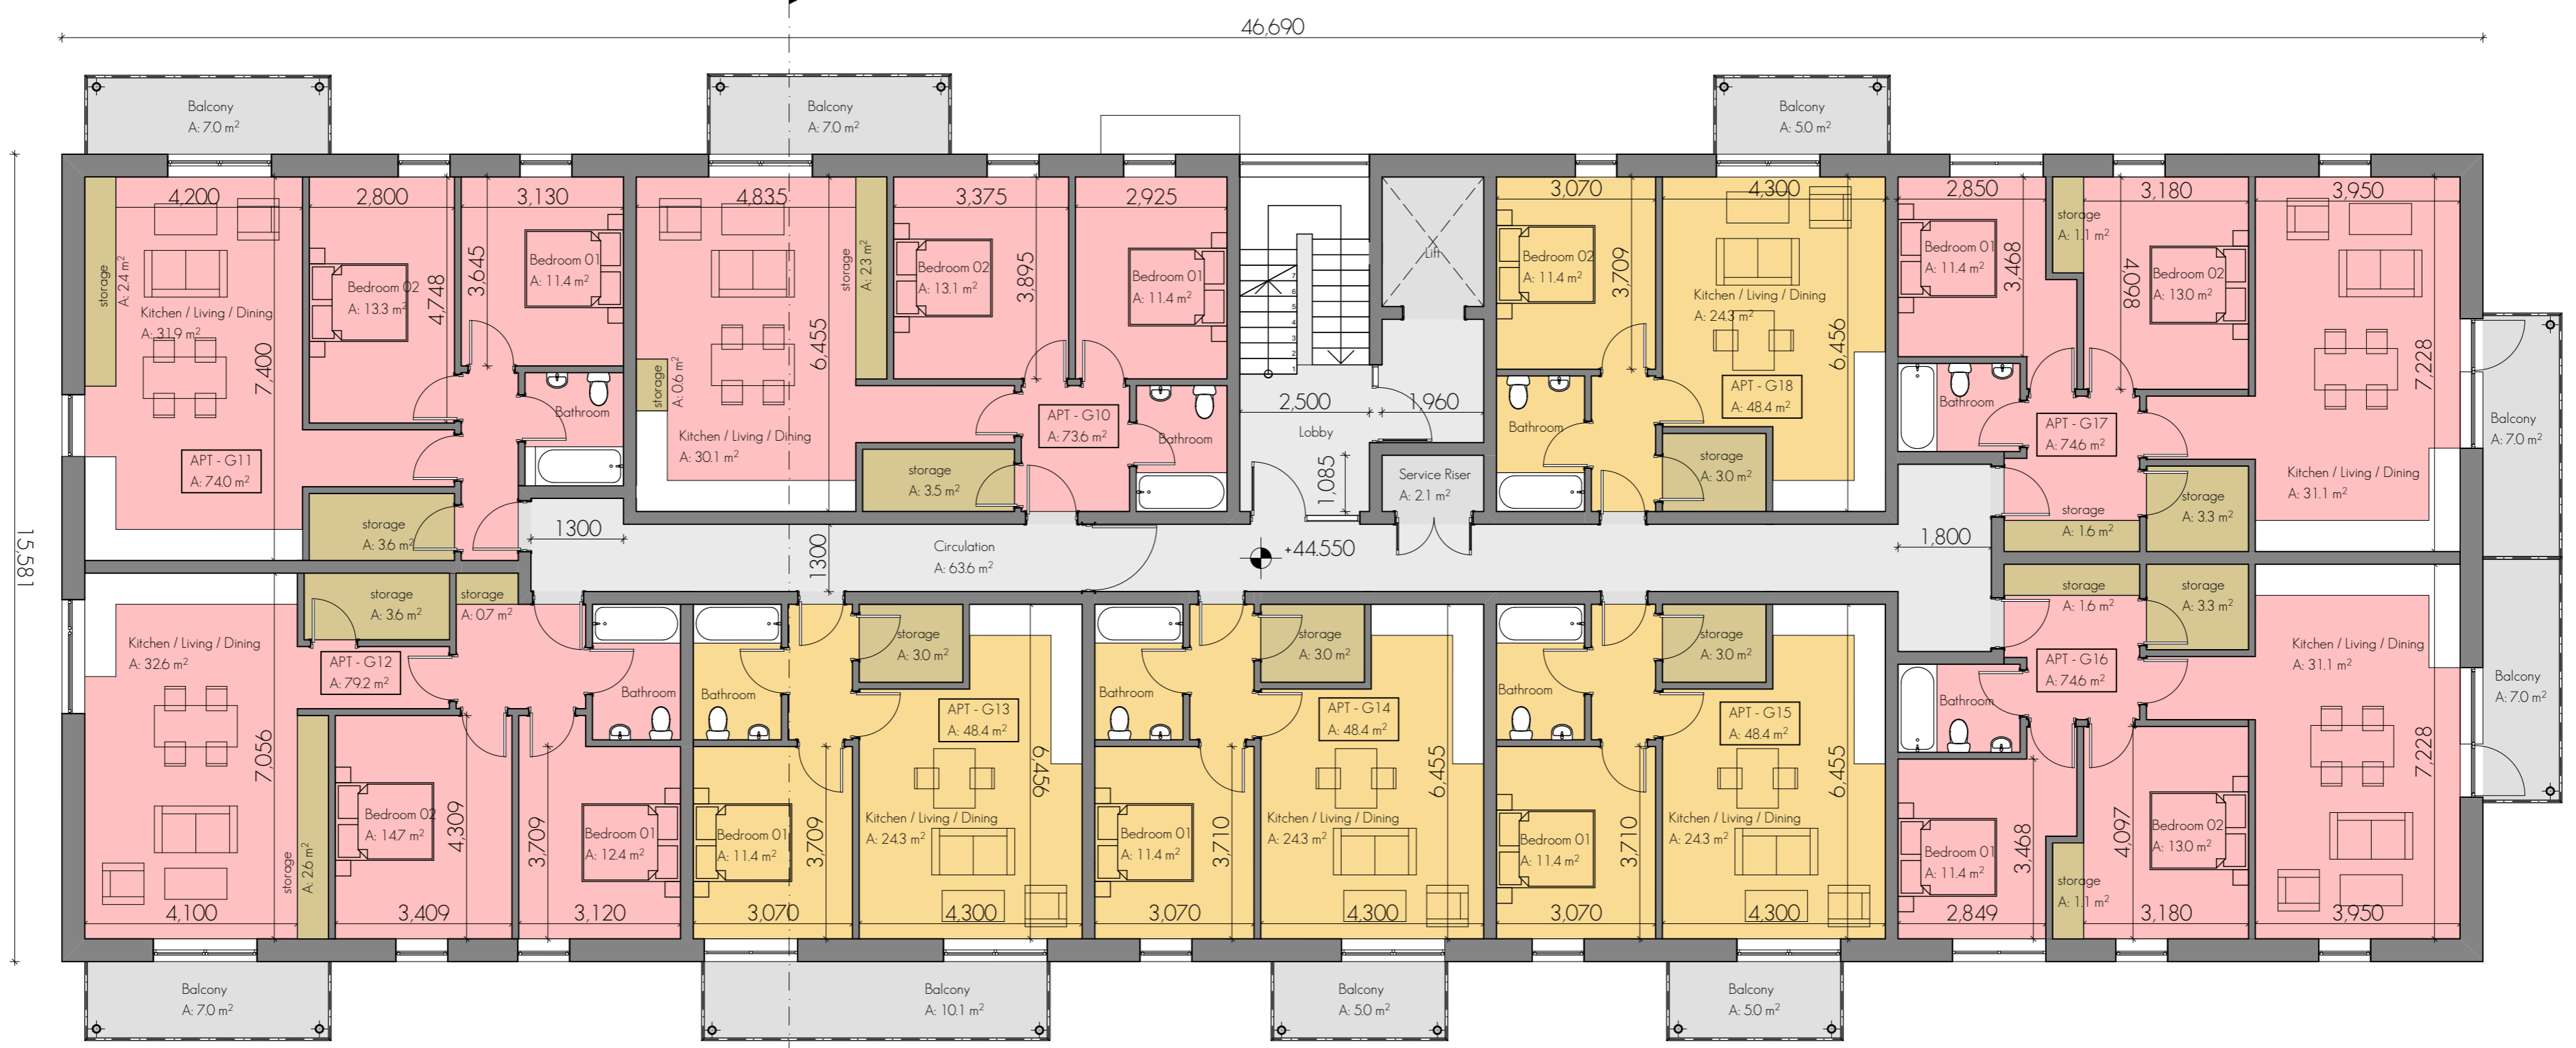 46,690
15,581
Balcony
A: 7.0 m²
Balcony
A: 7.0 m²
Balcony
A: 5.0 m²
4,200
storage
A: 2.4 m²
Kitchen / Living / Dining
A: 31.9 m²
7,400
APT - G11
A: 74.0 m²
2,800
Bedroom 02
A: 13.3 m²
4,748
3,130
3,645
Bedroom 01
A: 11.4 m²
Bathroom
storage
A: 3.6 m²
4,835
storage
A: 2.3 m²
storage
A: 0.6 m²
6,455
Kitchen / Living / Dining
A: 30.1 m²
3,375
Bedroom 02
A: 13.1 m²
3,895
2,925
Bedroom 01
A: 11.4 m²
APT - G10
A: 73.6 m²
Bathroom
storage
A: 3.5 m²
7
6
5
4
3
2
1
2,500
Lobby
1,085
X
Lift
1,960
Service Riser
A: 2.1 m²
3,070
Bedroom 02
A: 11.4 m²
3,709
Bathroom
4,300
Kitchen / Living / Dining
A: 24.3 m²
6,456
APT - G18
A: 48.4 m²
storage
A: 3.0 m²
2,850
Bedroom 01
A: 11.4 m²
3,468
storage
A: 1.1 m²
3,180
4,098
Bedroom 02
A: 13.0 m²
3,950
7,228
Bathroom
APT - G17
A: 74.6 m²
Kitchen / Living / Dining
A: 31.1 m²
storage
A: 1.6 m²
storage
A: 3.3 m²
Balcony
A: 7.0 m²
1300
1300
Circulation
A: 63.6 m²
+44.550
1,800
storage
A: 3.6 m²
storage
A: 0.7 m²
Kitchen / Living / Dining
A: 32.6 m²
APT - G12
A: 79.2 m²
7,056
storage
A: 2.6 m²
4,100
Bedroom 02
A: 14.7 m²
4,309
3,409
3,709
Bedroom 01
A: 12.4 m²
3,120
Bathroom
Bathroom
storage
A: 3.0 m²
APT - G13
A: 48.4 m²
6,456
Bedroom 01
A: 11.4 m²
3,709
3,070
Kitchen / Living / Dining
A: 24.3 m²
4,300
Bathroom
storage
A: 3.0 m²
APT - G14
A: 48.4 m²
6,455
Bedroom 01
A: 11.4 m²
3,710
3,070
Kitchen / Living / Dining
A: 24.3 m²
4,300
Bathroom
storage
A: 3.0 m²
APT - G15
A: 48.4 m²
6,455
Bedroom 01
A: 11.4 m²
3,710
3,070
Kitchen / Living / Dining
A: 24.3 m²
4,300
storage
A: 1.6 m²
storage
A: 3.3 m²
APT - G16
A: 74.6 m²
Bathroom
Kitchen / Living / Dining
A: 31.1 m²
7,228
Bedroom 01
A: 11.4 m²
3,468
2,849
storage
A: 1.1 m²
4,097
Bedroom 02
A: 13.0 m²
3,180
3,950
Balcony
A: 7.0 m²
Balcony
A: 7.0 m²
Balcony
A: 10.1 m²
Balcony
A: 5.0 m²
Balcony
A: 5.0 m²